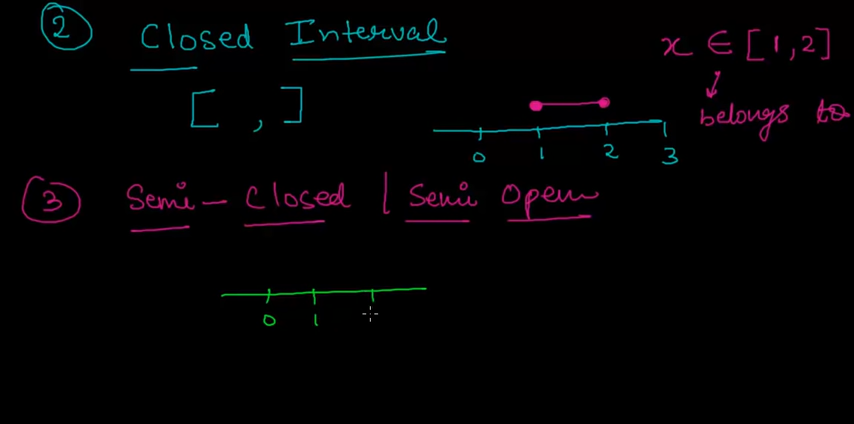 ② Closed Interval
x ∈ [1,2]
[ , ]
belongs to
0 1 2 3
③ Semi- Closed | Semi Open
0 1